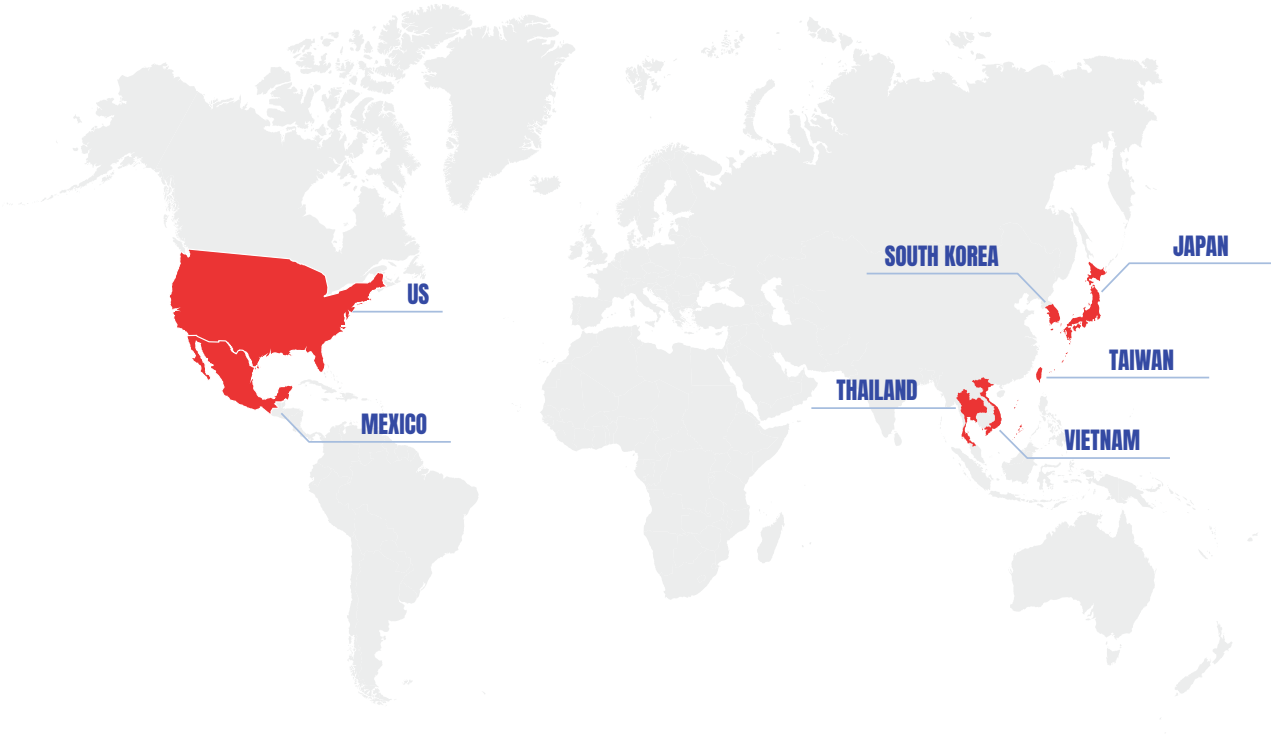 SOUTH KOREA
JAPAN
US
TAIWAN
THAILAND
MEXICO
VIETNAM